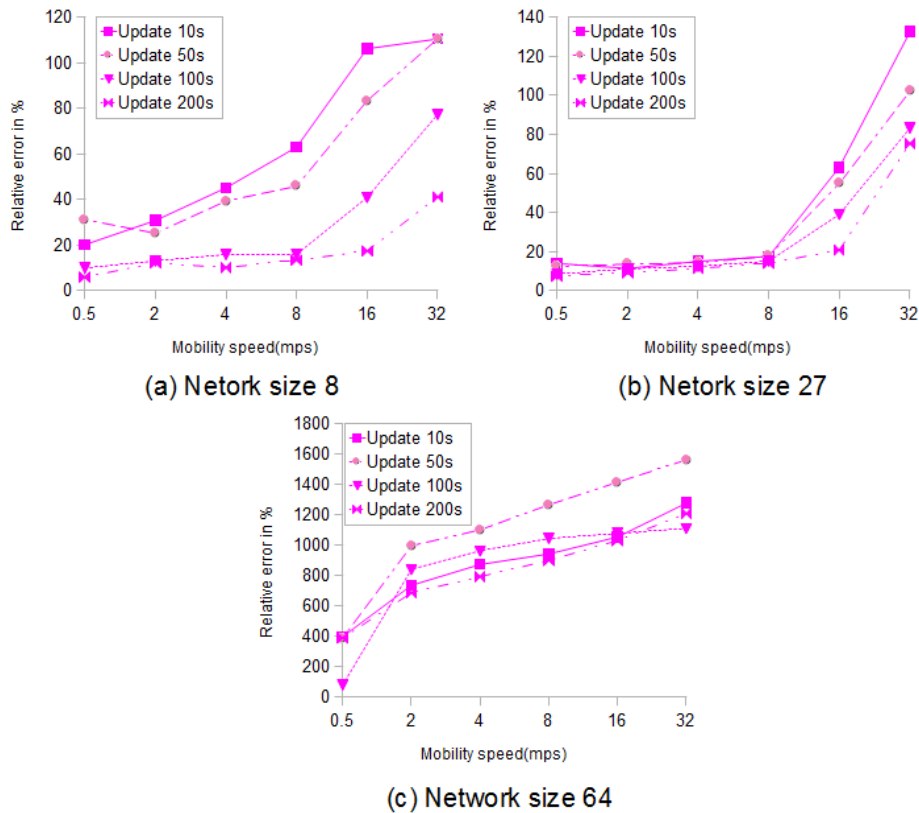 120
100
80
60
40
20
0
Relative error in %
Update 10s
Update 50s
Update 100s
Update 200s
0.5 2 4 8 16 32
Mobility speed(mps)
(a) Netork size 8
140
120
100
80
60
40
20
0
Relative error in %
Update 10s
Update 50s
Update 100s
Update 200s
0.5 2 4 8 16 32
Mobility speed(mps)
(b) Netork size 27
1800
1600
1400
1200
1000
800
600
400
200
0
Relative error in %
Update 10s
Update 50s
Update 100s
Update 200s
0.5 2 4 8 16 32
Mobility speed(mps)
(c) Network size 64